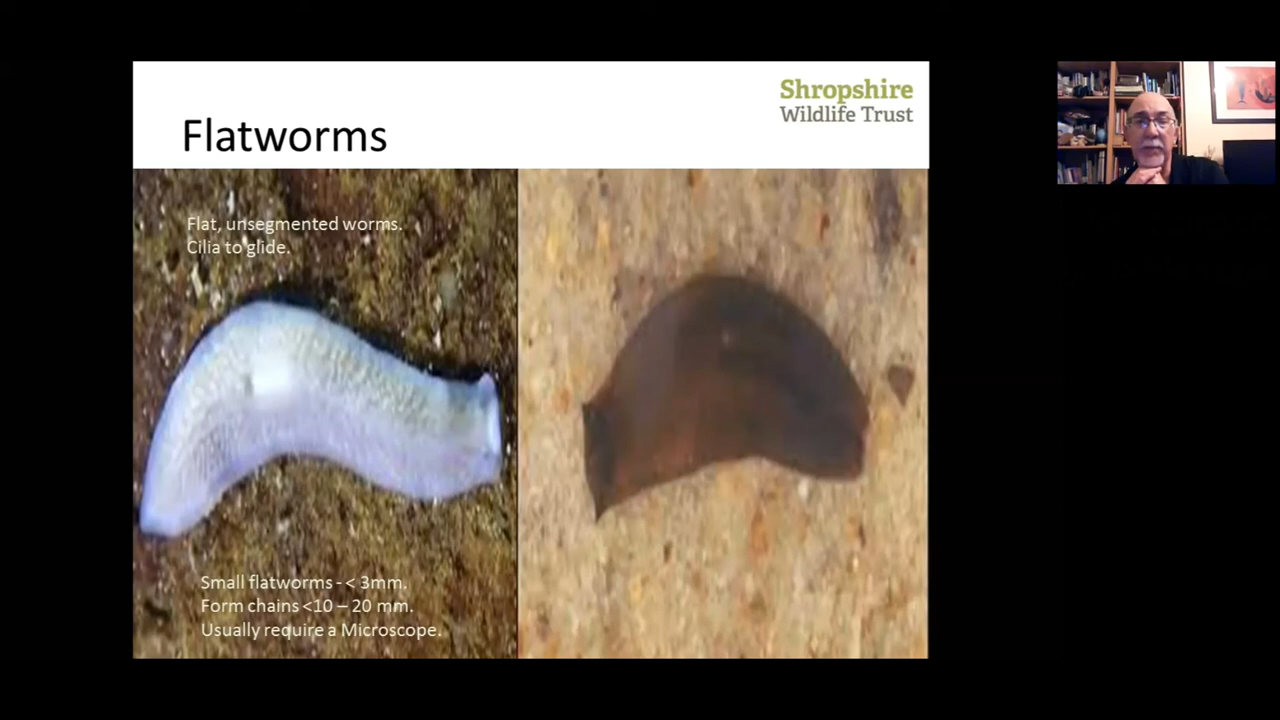 Shropshire
Wildlife Trust
Flatworms
Flat, unsegmented worms.
Cilia to glide.
Small flatworms - < 3mm.
Form chains <10 – 20 mm.
Usually require a Microscope.